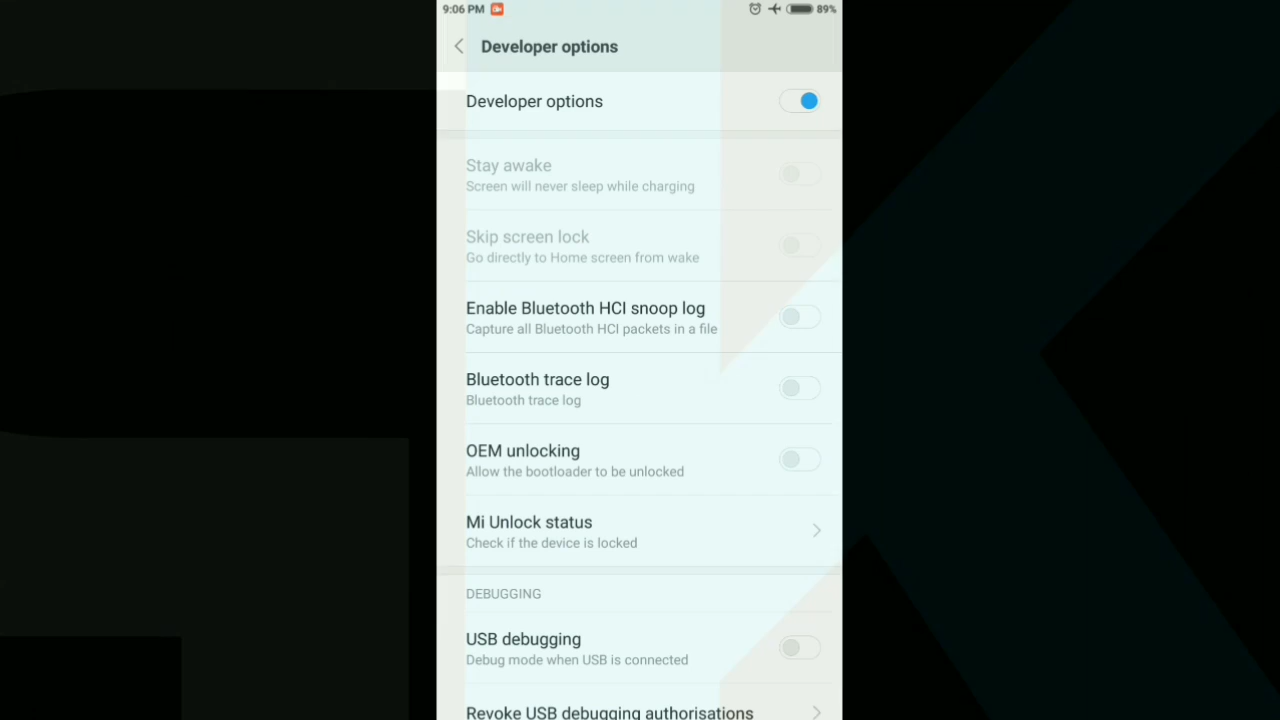 9:06 PM
89%
Developer options
Developer options
Stay awake
Screen will never sleep while charging
Skip screen lock
Go directly to Home screen from wake
Enable Bluetooth HCI snoop log
Capture all Bluetooth HCI packets in a file
Bluetooth trace log
Bluetooth trace log
OEM unlocking
Allow the bootloader to be unlocked
Mi Unlock status
Check if the device is locked
DEBUGGING
USB debugging
Debug mode when USB is connected
Revoke USB debugging authorisations